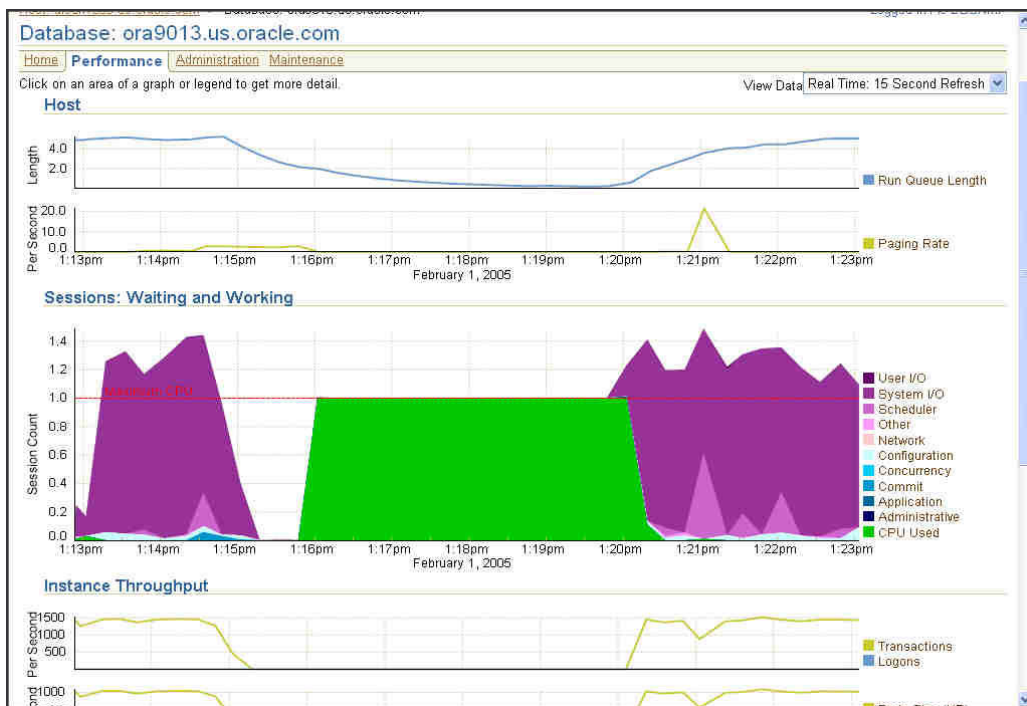 Database: ora9013.us.oracle.com
Home Performance Administration Maintenance
Click on an area of a graph or legend to get more detail. View Data Real Time: 15 Second Refresh
Host
Length
4.0
2.0
Run Queue Length
Per Second
20.0
10.0
0.0
Paging Rate
1:13pm 1:14pm 1:15pm 1:16pm 1:17pm 1:18pm 1:19pm 1:20pm 1:21pm 1:22pm 1:23pm
February 1, 2005
Sessions: Waiting and Working
Session Count
1.4
1.2
1.0
0.8
0.6
0.4
0.2
0.0
Maximum CPU
User I/O
System I/O
Scheduler
Other
Network
Configuration
Concurrency
Commit
Application
Administrative
CPU Used
1:13pm 1:14pm 1:15pm 1:16pm 1:17pm 1:18pm 1:19pm 1:20pm 1:21pm 1:22pm 1:23pm
February 1, 2005
Instance Throughput
Per Second
1500
1000
500
Transactions
Logons
1000